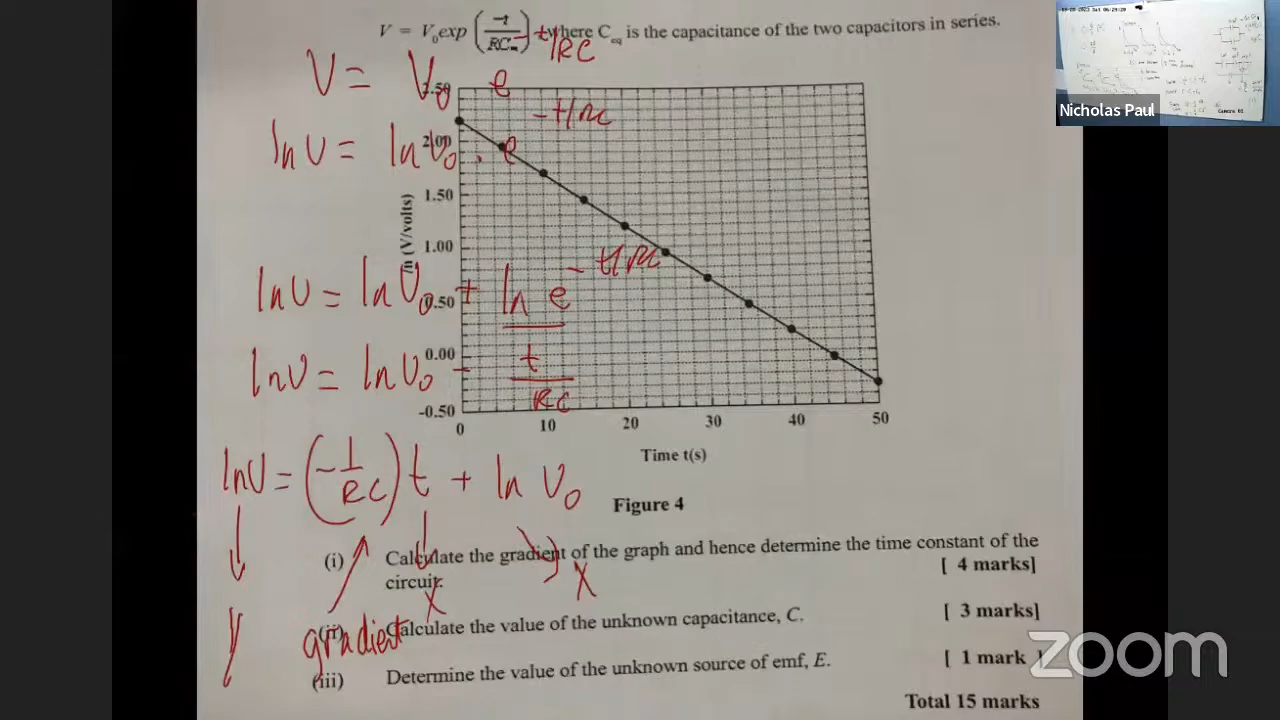 V = V₀exp (-t/RC) where C_eq is the capacitance of the two capacitors in series.
V = V₀ e -t/RC
ln V = ln V₀ . e -t/RC
ln V = ln V₀ + ln e -t/RC
ln V = ln V₀ - t/RC
ln V = (-1/RC) t + ln V₀
gradient
ln (V/volts)
2.00
1.50
1.00
0.50
0.00
-0.50
0 10 20 30 40 50
Time t(s)
Figure 4
(i) Calculate the gradient of the graph and hence determine the time constant of the
circuit. [ 4 marks]
Calculate the value of the unknown capacitance, C. [ 3 marks]
(iii) Determine the value of the unknown source of emf, E. [ 1 mark ]
Total 15 marks
Nicholas Paul
zoom